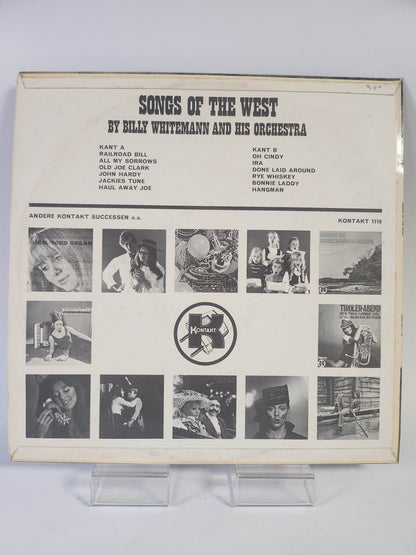 SONGS OF THE WEST
BY BILLY WHITEMANN AND HIS ORCHESTRA
KANT A
RAILROAD BILL
ALL MY SORROWS
OLD JOE CLARK
JOHN HARDY
JACKIES TUNE
HAUL AWAY JOE
KANT B
OH CINDY
IRA
DONE LAID AROUND
RYE WHISKEY
BONNIE LADDY
HANGMAN
ANDERE KONTAKT SUCCESSEN o.a.
KONTAKT 1116
HAMMOND ORGAN
KONTAKT
TIROLER-ABEND